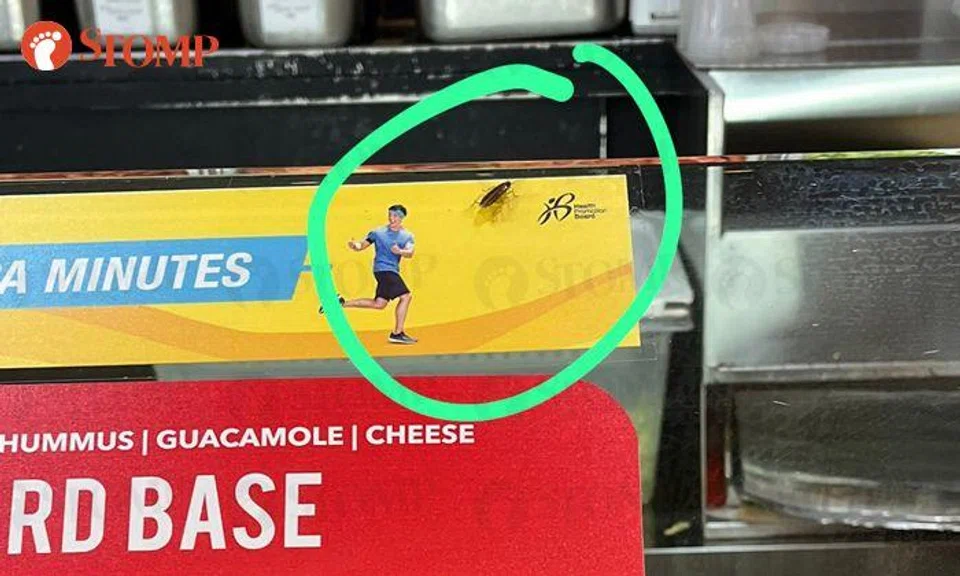 STOMP
A MINUTES
Health
Promotion
Board
HUMMUS | GUACAMOLE | CHEESE
RD BASE